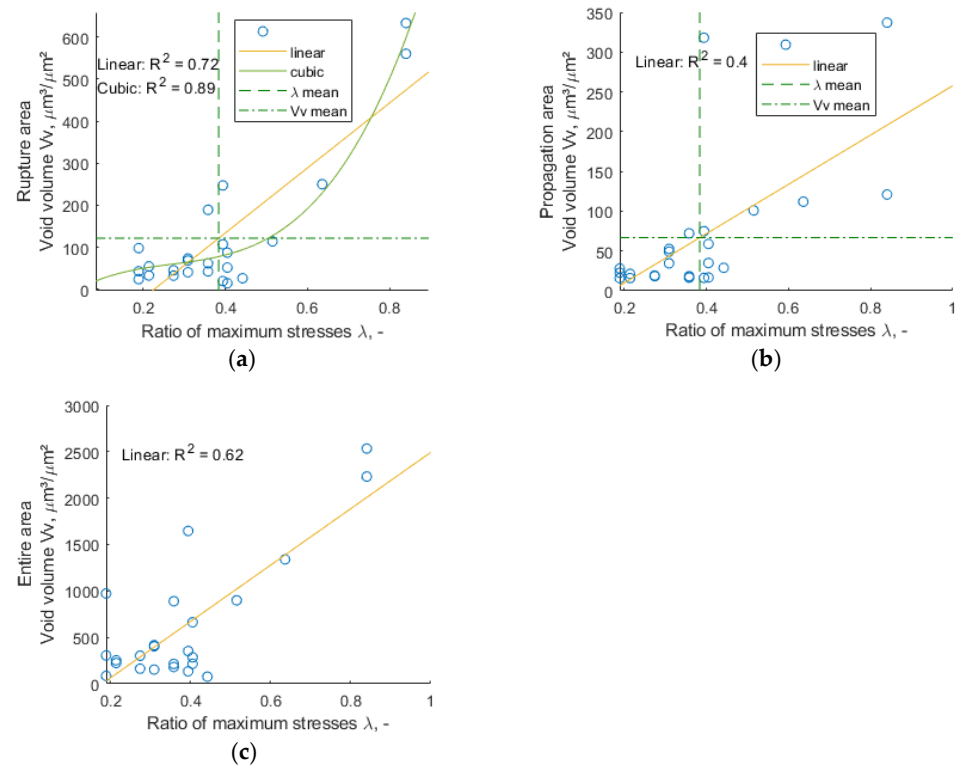 600
500
400
300
200
100
0
Rupture area
Void volume Vv, μm³/μm²
Linear: R² = 0.72
Cubic: R² = 0.89
linear
cubic
λ mean
Vv mean
0.2 0.4 0.6 0.8
Ratio of maximum stresses λ, -
(a)
350
300
250
200
150
100
50
0
Propagation area
Void volume Vv, μm³/μm²
Linear: R² = 0.4
linear
λ mean
Vv mean
0.2 0.4 0.6 0.8 1
Ratio of maximum stresses λ, -
(b)
3000
2500
2000
1500
1000
500
0
Entire area
Void volume Vv, μm³/μm²
Linear: R² = 0.62
0.2 0.4 0.6 0.8 1
Ratio of maximum stresses λ, -
(c)